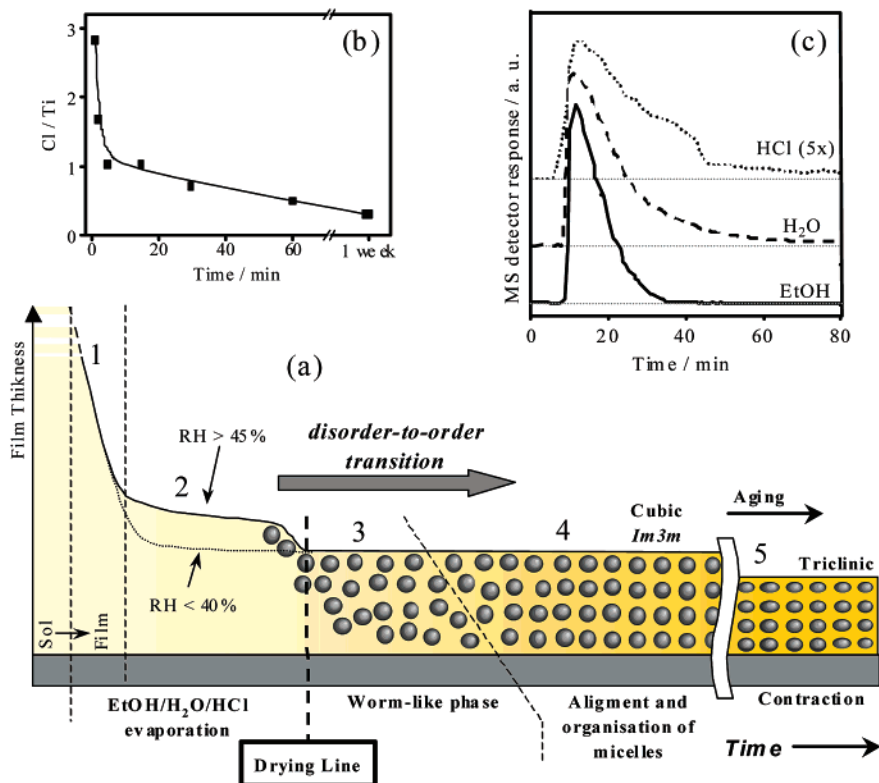 (b)
3
2
1
0
Cl / Ti
0
20
40
60
1 week
Time / min
(c)
MS detector response / a. u.
HCl (5x)
H₂O
EtOH
0
20
40
60
80
Time / min
(a)
Film Thikness
1
RH > 45%
2
RH < 40%
Sol
Film
disorder-to-order
transition
3
4
Cubic
Im3m
Aging
5
Triclinic
EtOH/H₂O/HCl
evaporation
Worm-like phase
Aligment and
organisation of
micelles
Contraction
Drying Line
Time